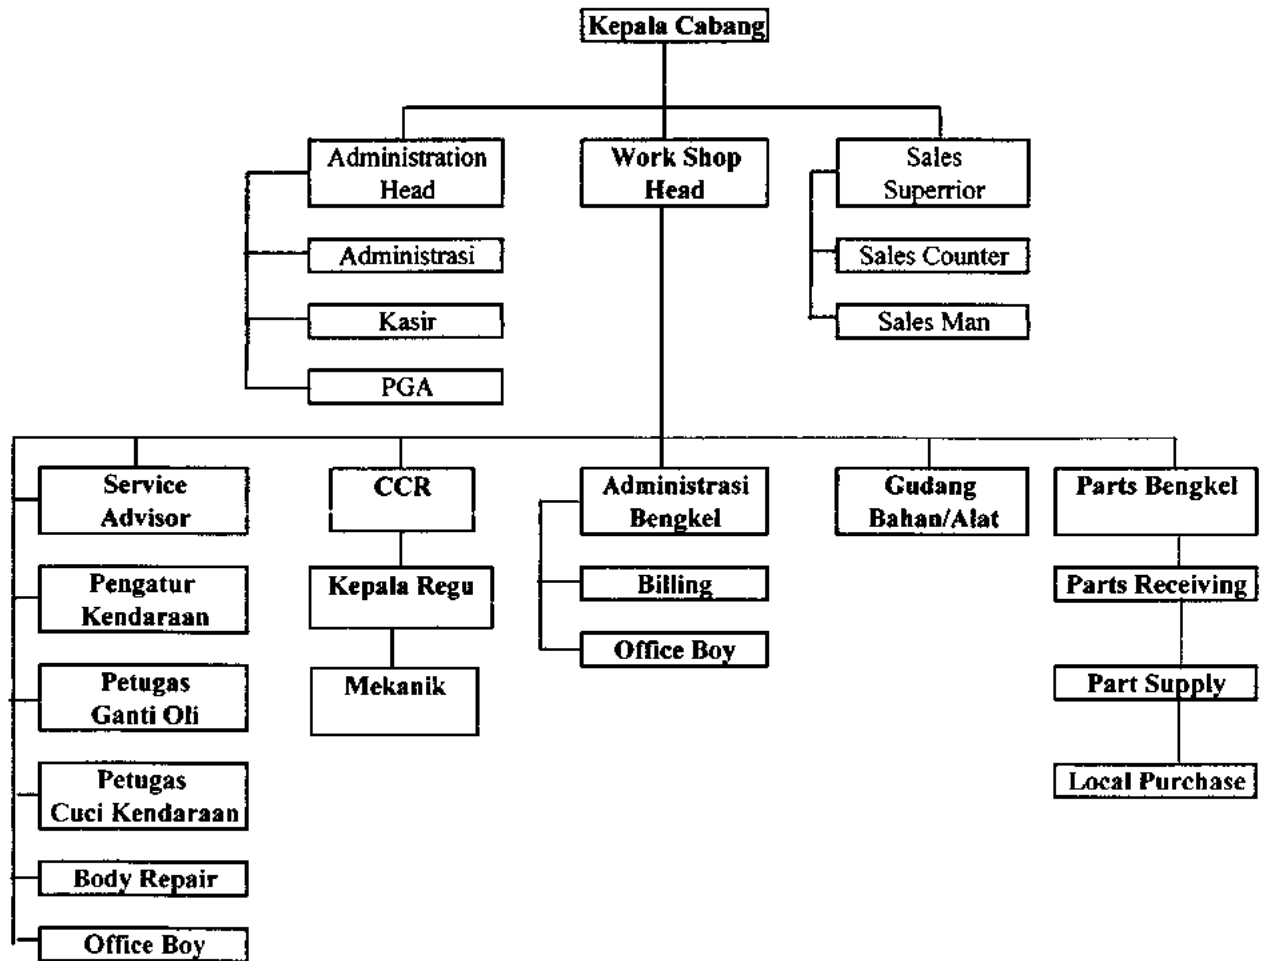 Kepala Cabang
Administration
Head
Work Shop
Head
Sales
Superrior
Administrasi
Sales Counter
Kasir
Sales Man
PGA
Service
Advisor
CCR
Administrasi
Bengkel
Gudang
Bahan/Alat
Parts Bengkel
Pengatur
Kendaraan
Kepala Regu
Billing
Parts Receiving
Office Boy
Petugas
Ganti Oli
Mekanik
Part Supply
Petugas
Cuci Kendaraan
Local Purchase
Body Repair
Office Boy